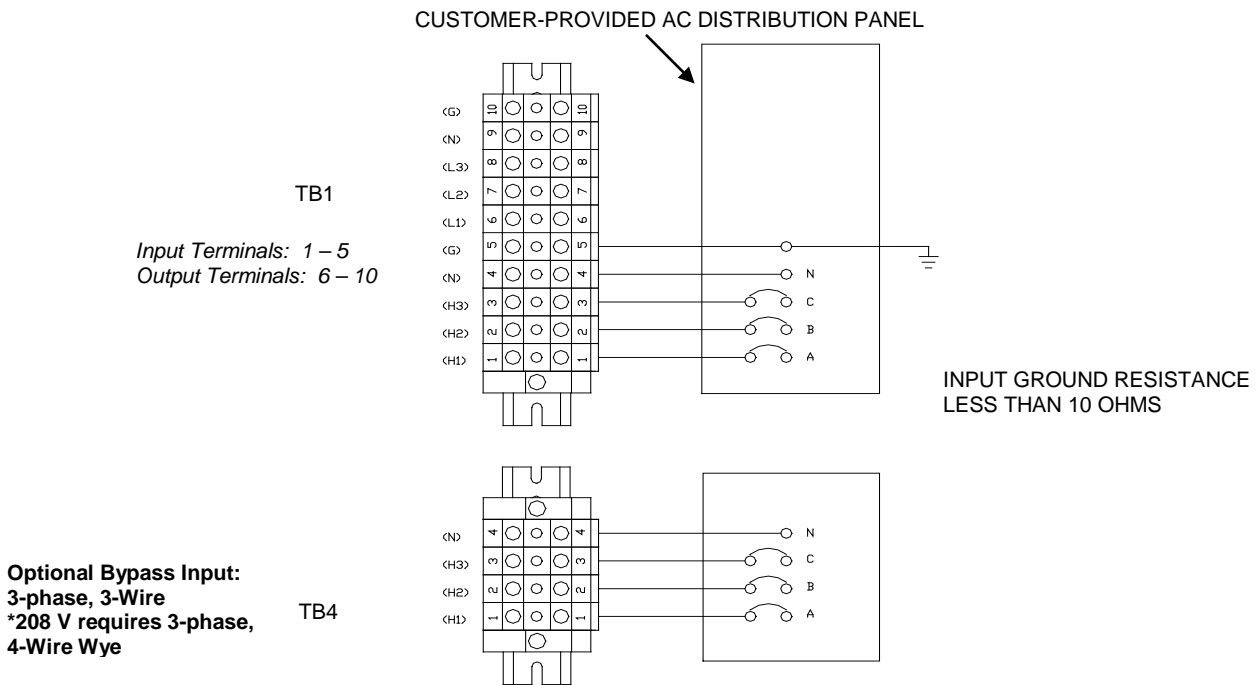 CUSTOMER-PROVIDED AC DISTRIBUTION PANEL
(G) 10 10
(N) 9 9
(L3) 8 8
(L2) 7 7
(L1) 6 6
(G) 5 5
(N) 4 4 N
(H3) 3 3 C
(H2) 2 2 B
(H1) 1 1 A
TB1
Input Terminals: 1 – 5
Output Terminals: 6 – 10
INPUT GROUND RESISTANCE
LESS THAN 10 OHMS
(N) 4 4 N
(H3) 3 3 C
(H2) 2 2 B
(H1) 1 1 A
TB4
Optional Bypass Input:
3-phase, 3-Wire
*208 V requires 3-phase,
4-Wire Wye